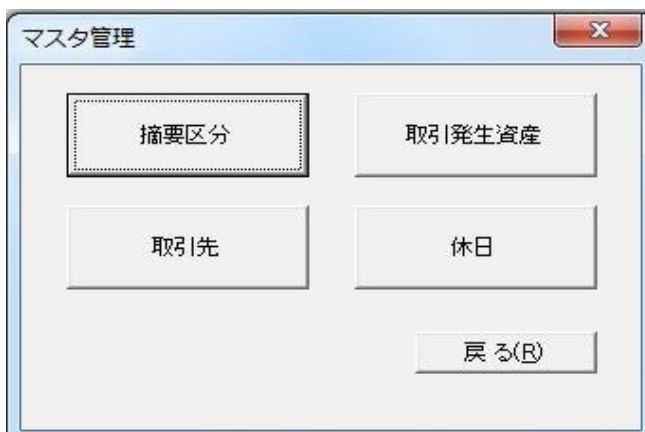 マスタ管理
摘要区分
取引発生資産
取引先
休日
戻る(R)